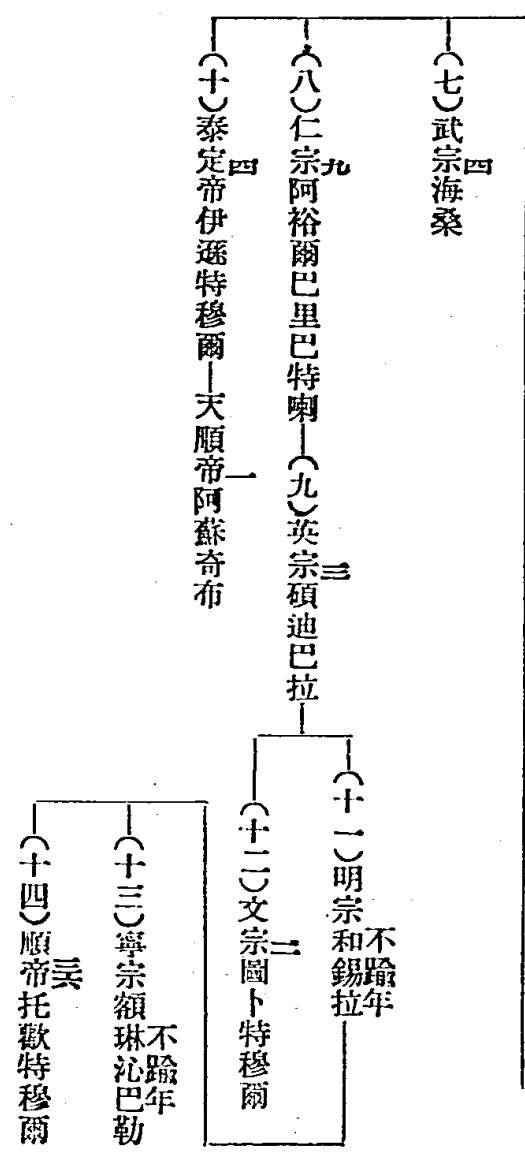 （七）武宗海桑
四
（八）仁宗阿裕爾巴里巴特喇
九
（九）英宗碩迪巴拉
三
（十）泰定帝伊遜特穆爾
四
天順帝阿蘇奇布
一
（十一）明宗和錫拉
不踰年
（十二）文宗圖卜特穆爾
二
（十三）寧宗額琳沁巴勒
不踰年
（十四）順帝托歡特穆爾
三六